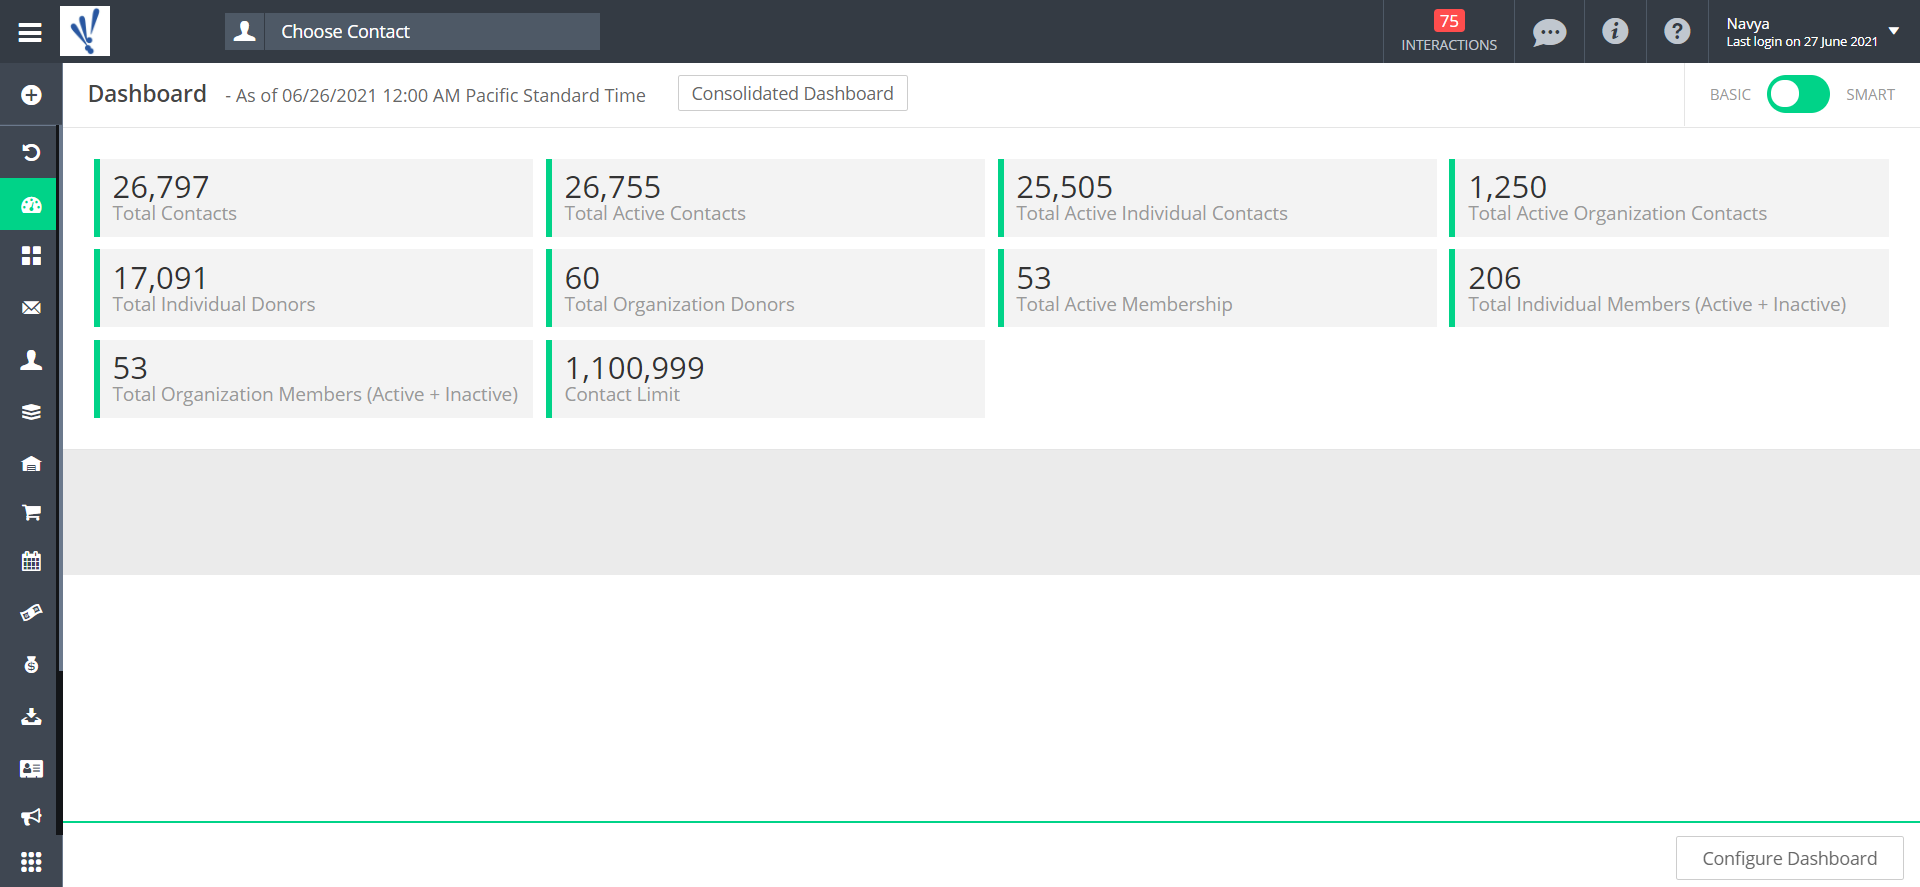 Choose Contact
75
INTERACTIONS
Navya
Last login on 27 June 2021
Dashboard - As of 06/26/2021 12:00 AM Pacific Standard Time
Consolidated Dashboard
BASIC
SMART
26,797
Total Contacts
26,755
Total Active Contacts
25,505
Total Active Individual Contacts
1,250
Total Active Organization Contacts
17,091
Total Individual Donors
60
Total Organization Donors
53
Total Active Membership
206
Total Individual Members (Active + Inactive)
53
Total Organization Members (Active + Inactive)
1,100,999
Contact Limit
Configure Dashboard